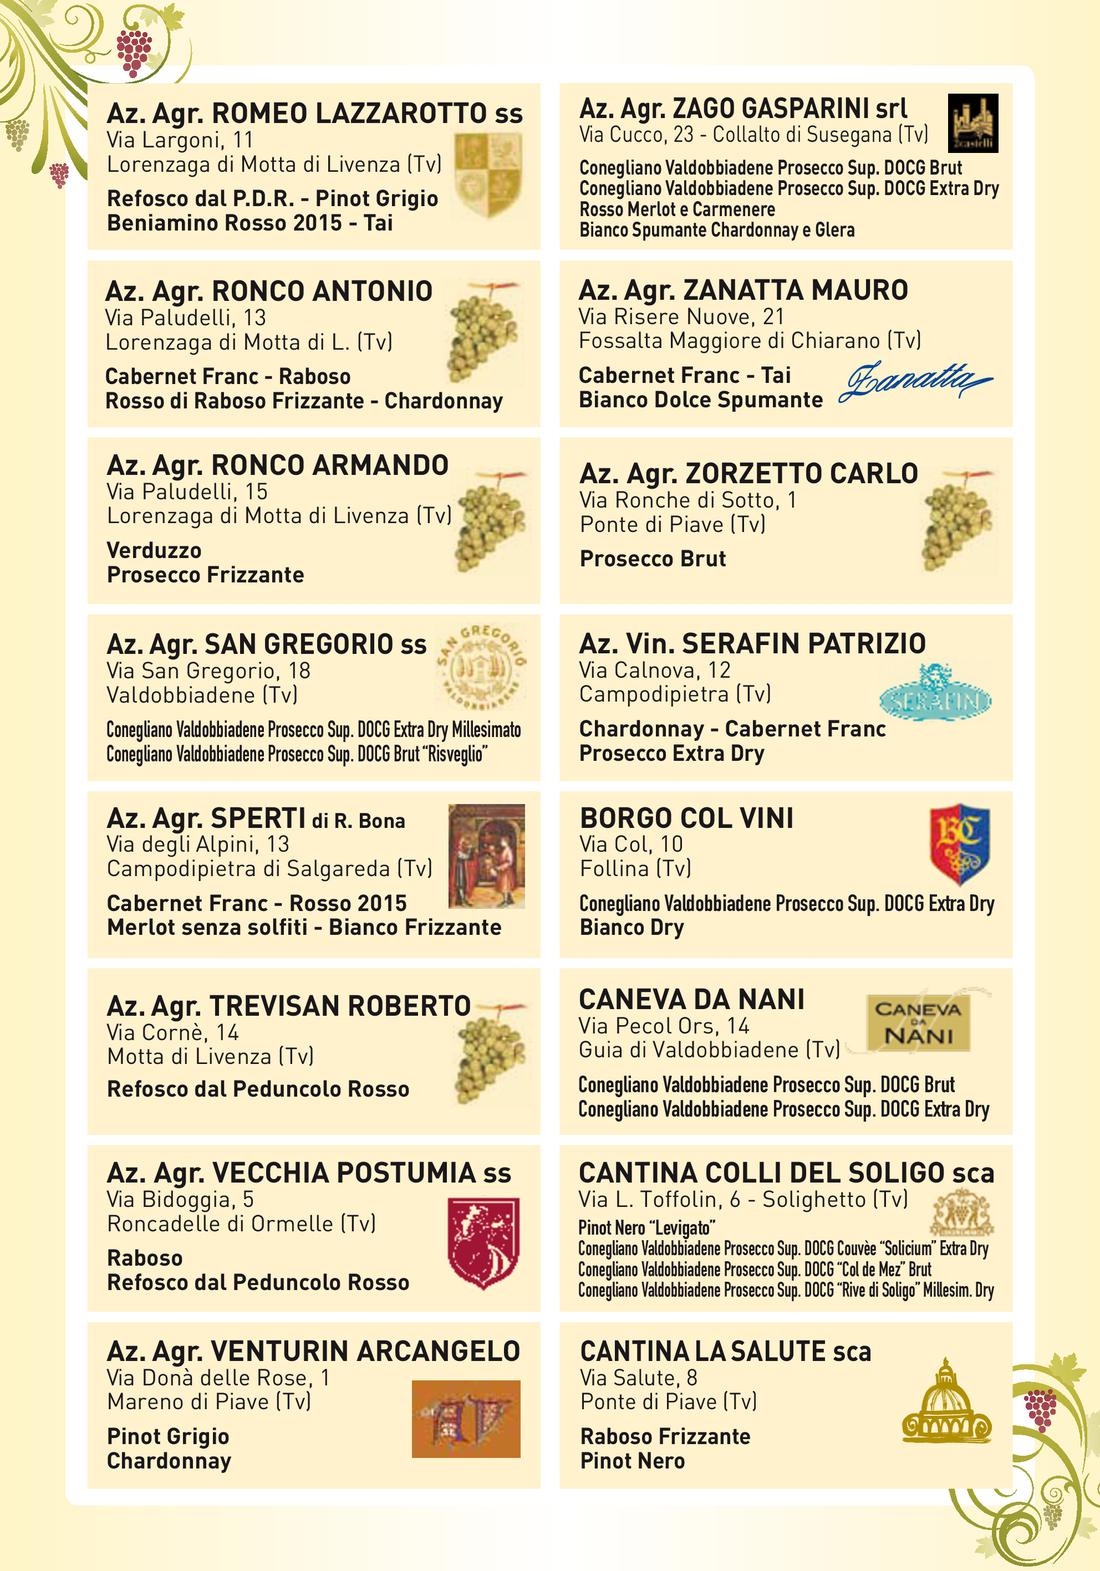 Az. Agr. ROMEO LAZZAROTTO ss
Via Largoni, 11
Lorenzaga di Motta di Livenza (Tv)
Refosco dal P.D.R. - Pinot Grigio
Beniamino Rosso 2015 - Tai
Az. Agr. RONCO ANTONIO
Via Paludelli, 13
Lorenzaga di Motta di L. (Tv)
Cabernet Franc - Raboso
Rosso di Raboso Frizzante - Chardonnay
Az. Agr. RONCO ARMANDO
Via Paludelli, 15
Lorenzaga di Motta di Livenza (Tv)
Verduzzo
Prosecco Frizzante
Az. Agr. SAN GREGORIO ss
Via San Gregorio, 18
Valdobbiadene (Tv)
SAN GREGORIO
VALDOBBIADENE
Conegliano Valdobbiadene Prosecco Sup. DOCG Extra Dry Millesimato
Conegliano Valdobbiadene Prosecco Sup. DOCG Brut “Risveglio”
Az. Agr. SPERTI di R. Bona
Via degli Alpini, 13
Campodipietra di Salgareda (Tv)
Cabernet Franc - Rosso 2015
Merlot senza solfiti - Bianco Frizzante
Az. Agr. TREVISAN ROBERTO
Via Cornè, 14
Motta di Livenza (Tv)
Refosco dal Peduncolo Rosso
Az. Agr. VECCHIA POSTUMIA ss
Via Bidoggia, 5
Roncadelle di Ormelle (Tv)
Raboso
Refosco dal Peduncolo Rosso
Az. Agr. VENTURIN ARCANGELO
Via Donà delle Rose, 1
Mareno di Piave (Tv)
Pinot Grigio
Chardonnay
Az. Agr. ZAGO GASPARINI srl
Via Cucco, 23 - Collalto di Susegana (Tv)
2castelli
Conegliano Valdobbiadene Prosecco Sup. DOCG Brut
Conegliano Valdobbiadene Prosecco Sup. DOCG Extra Dry
Rosso Merlot e Carmenere
Bianco Spumante Chardonnay e Glera
Az. Agr. ZANATTA MAURO
Via Risere Nuove, 21
Fossalta Maggiore di Chiarano (Tv)
Cabernet Franc - Tai
Bianco Dolce Spumante
Zanatta
Az. Agr. ZORZETTO CARLO
Via Ronche di Sotto, 1
Ponte di Piave (Tv)
Prosecco Brut
Az. Vin. SERAFIN PATRIZIO
Via Calnova, 12
Campodipietra (Tv)
SERAFIN
Chardonnay - Cabernet Franc
Prosecco Extra Dry
BORGO COL VINI
Via Col, 10
Follina (Tv)
BC
Conegliano Valdobbiadene Prosecco Sup. DOCG Extra Dry
Bianco Dry
CANEVA DA NANI
Via Pecol Ors, 14
Guia di Valdobbiadene (Tv)
CANEVA
DA
NANI
Conegliano Valdobbiadene Prosecco Sup. DOCG Brut
Conegliano Valdobbiadene Prosecco Sup. DOCG Extra Dry
CANTINA COLLI DEL SOLIGO sca
Via L. Toffolin, 6 - Solighetto (Tv)
Pinot Nero “Levigato”
Conegliano Valdobbiadene Prosecco Sup. DOCG Couvèe “Solicium” Extra Dry
Conegliano Valdobbiadene Prosecco Sup. DOCG “Col de Mez” Brut
Conegliano Valdobbiadene Prosecco Sup. DOCG “Rive di Soligo” Millesim. Dry
CANTINA LA SALUTE sca
Via Salute, 8
Ponte di Piave (Tv)
Raboso Frizzante
Pinot Nero